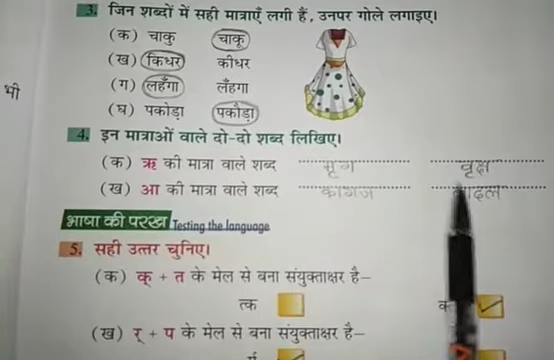 3. जिन शब्दों में सही मात्राएँ लगी हैं, उनपर गोले लगाइए।
(क) चाकु चाकू
(ख) किधर कीधर
(ग) लहँगा लँहगा
(घ) पकोड़ा पकौड़ा
भी
4. इन मात्राओं वाले दो-दो शब्द लिखिए।
(क) ऋ की मात्रा वाले शब्द मृग वृक्ष
(ख) आ की मात्रा वाले शब्द कागज
भाषा की परख Testing the language
5. सही उत्तर चुनिए।
(क) क् + त के मेल से बना संयुक्ताक्षर है–
त्क
(ख) र् + प के मेल से बना संयुक्ताक्षर है–